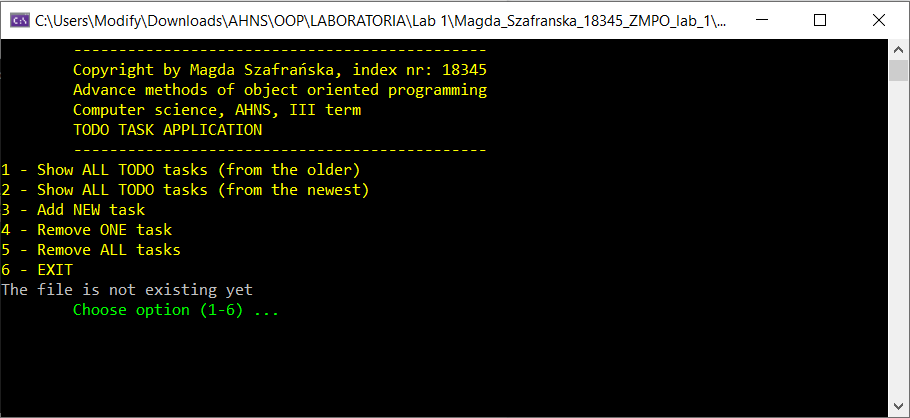 C:\Users\Modify\Downloads\AHNS\OOP\LABORATORIA\Lab 1\Magda_Szafranska_18345_ZMPO_lab_1\...
----------------------------------------------
Copyright by Magda Szafrańska, index nr: 18345
Advance methods of object oriented programming
Computer science, AHNS, III term
TODO TASK APPLICATION
----------------------------------------------
1 - Show ALL TODO tasks (from the older)
2 - Show ALL TODO tasks (from the newest)
3 - Add NEW task
4 - Remove ONE task
5 - Remove ALL tasks
6 - EXIT
The file is not existing yet
Choose option (1-6) ...